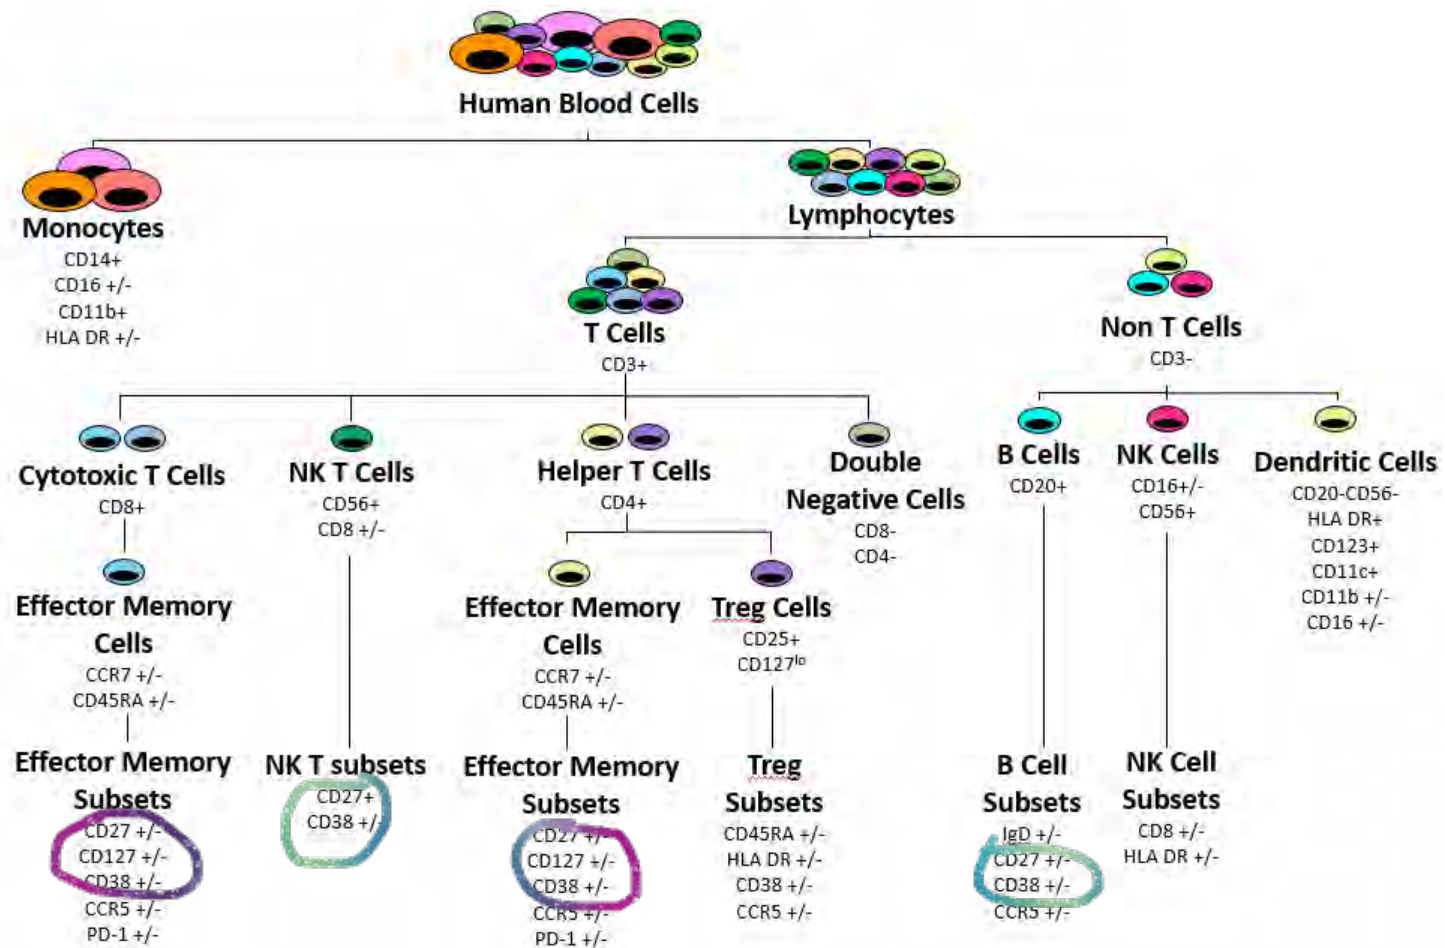 Human Blood Cells
Monocytes
CD14+
CD16 +/-
CD11b+
HLA DR +/-
Lymphocytes
T Cells
CD3+
Non T Cells
CD3-
Cytotoxic T Cells
CD8+
NK T Cells
CD56+
CD8 +/-
Helper T Cells
CD4+
Double
Negative Cells
CD8-
CD4-
B Cells
CD20+
NK Cells
CD16+/-
CD56+
Dendritic Cells
CD20-CD56-
HLA DR+
CD123+
CD11c+
CD11b +/-
CD16 +/-
Effector Memory
Cells
CCR7 +/-
CD45RA +/-
Effector Memory
Cells
CCR7 +/-
CD45RA +/-
Treg Cells
CD25+
CD127lo
Effector Memory
Subsets
CD27 +/-
CD127 +/-
CD38 +/-
CCR5 +/-
PD-1 +/-
NK T subsets
CD27+
CD38 +/-
Effector Memory
Subsets
CD27 +/-
CD127 +/-
CD38 +/-
CCR5 +/-
PD-1 +/-
Treg
Subsets
CD45RA +/-
HLA DR +/-
CD38 +/-
CCR5 +/-
B Cell
Subsets
IgD +/-
CD27 +/-
CD38 +/-
CCR5 +/-
NK Cell
Subsets
CD8 +/-
HLA DR +/-